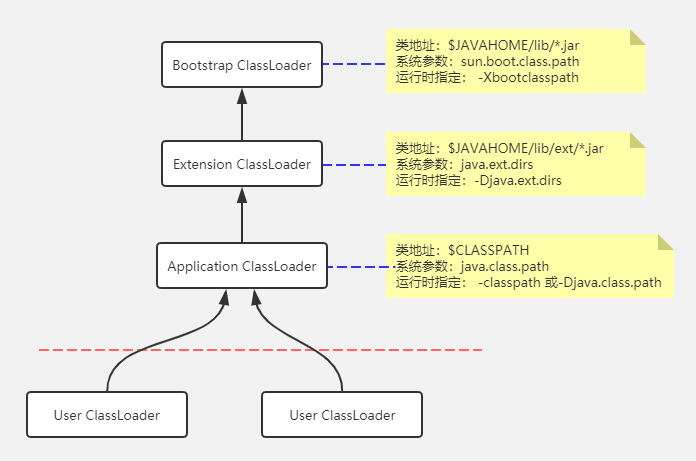 Bootstrap ClassLoader
类地址：$JAVAHOME/lib/*.jar
系统参数：sun.boot.class.path
运行时指定： -Xbootclasspath
Extension ClassLoader
类地址：$JAVAHOME/lib/ext/*.jar
系统参数：java.ext.dirs
运行时指定：-Djava.ext.dirs
Application ClassLoader
类地址：$CLASSPATH
系统参数：java.class.path
运行时指定： -classpath 或-Djava.class.path
User ClassLoader
User ClassLoader